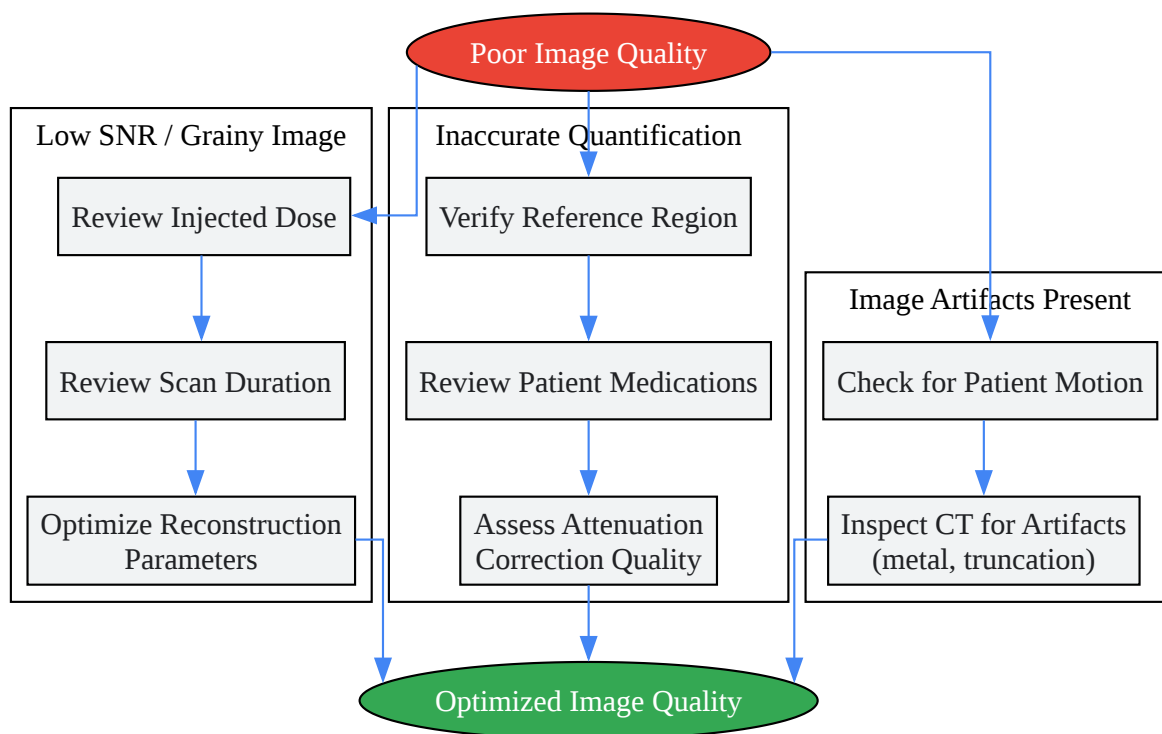 Poor Image Quality
Low SNR / Grainy Image
Review Injected Dose
Review Scan Duration
Optimize Reconstruction
Parameters
Inaccurate Quantification
Verify Reference Region
Review Patient Medications
Assess Attenuation
Correction Quality
Image Artifacts Present
Check for Patient Motion
Inspect CT for Artifacts
(metal, truncation)
Optimized Image Quality